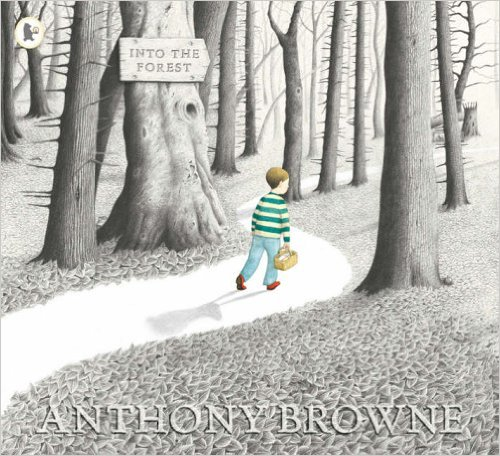 INTO THE
FOREST
ANTHONY BROWNE